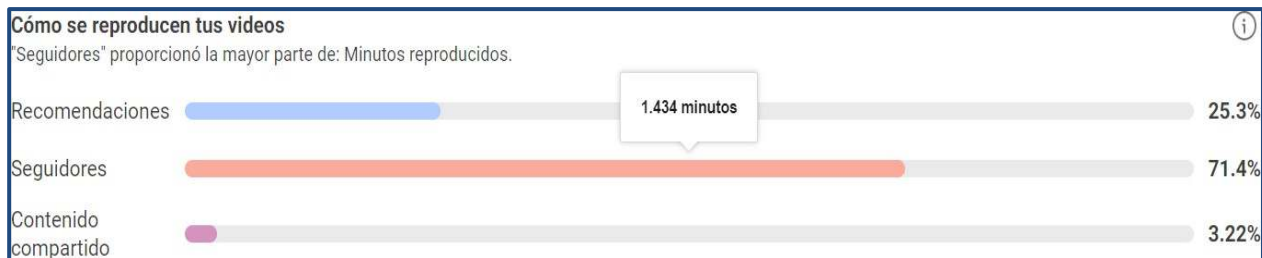 Cómo se reproducen tus videos
"Seguidores" proporcionó la mayor parte de: Minutos reproducidos.
1.434 minutos
Recomendaciones 25.3%
Seguidores 71.4%
Contenido
compartido 3.22%